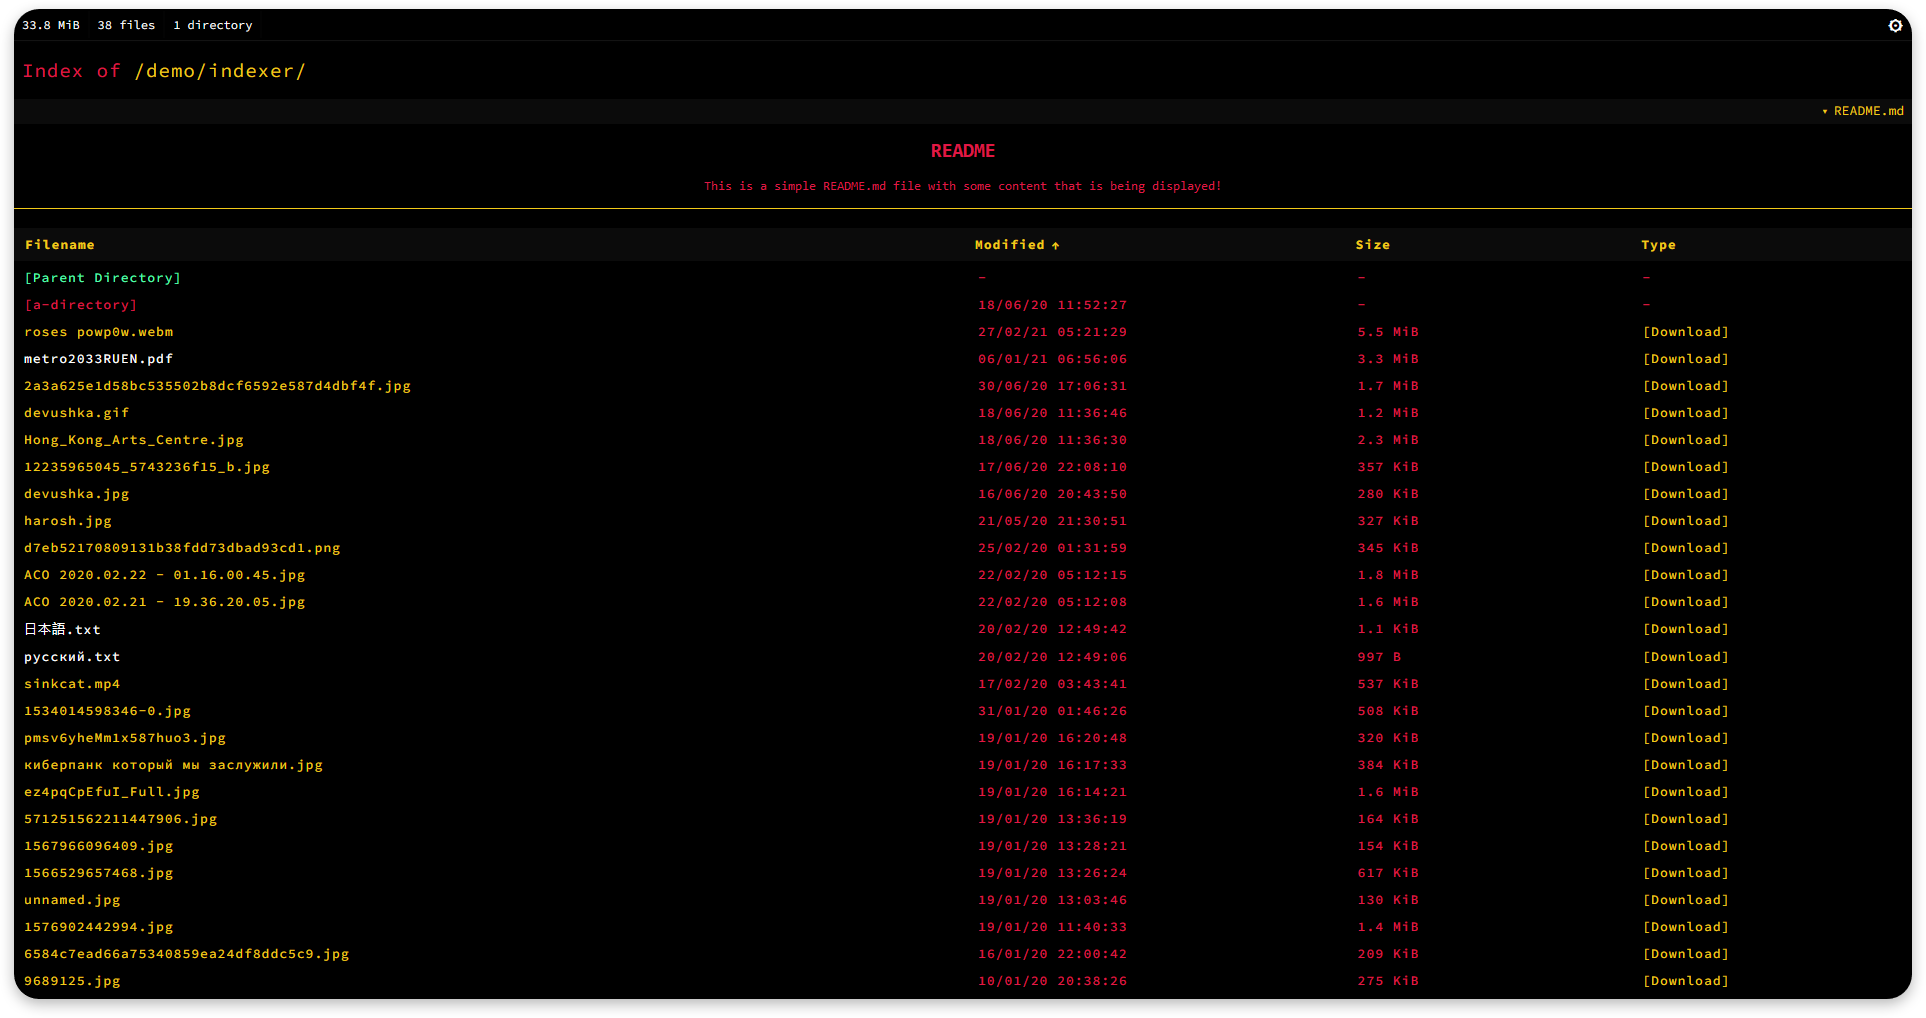 33.8 MiB 38 files 1 directory
Index of /demo/indexer/
▾ README.md
README
This is a simple README.md file with some content that is being displayed!
Filename Modified ↑ Size Type
[Parent Directory] - - -
[a-directory] 18/06/20 11:52:27 - -
roses powp0w.webm 27/02/21 05:21:29 5.5 MiB [Download]
metro2033RUEN.pdf 06/01/21 06:56:06 3.3 MiB [Download]
2a3a625e1d58bc535502b8dcf6592e587d4dbf4f.jpg 30/06/20 17:06:31 1.7 MiB [Download]
devushka.gif 18/06/20 11:36:46 1.2 MiB [Download]
Hong_Kong_Arts_Centre.jpg 18/06/20 11:36:30 2.3 MiB [Download]
12235965045_5743236f15_b.jpg 17/06/20 22:08:10 357 KiB [Download]
devushka.jpg 16/06/20 20:43:50 280 KiB [Download]
harosh.jpg 21/05/20 21:30:51 327 KiB [Download]
d7eb52170809131b38fdd73dbad93cd1.png 25/02/20 01:31:59 345 KiB [Download]
ACO 2020.02.22 - 01.16.00.45.jpg 22/02/20 05:12:15 1.8 MiB [Download]
ACO 2020.02.21 - 19.36.20.05.jpg 22/02/20 05:12:08 1.6 MiB [Download]
日本語.txt 20/02/20 12:49:42 1.1 KiB [Download]
русский.txt 20/02/20 12:49:06 997 B [Download]
sinkcat.mp4 17/02/20 03:43:41 537 KiB [Download]
1534014598346-0.jpg 31/01/20 01:46:26 508 KiB [Download]
pmsv6yheMm1x587huo3.jpg 19/01/20 16:20:48 320 KiB [Download]
киберпанк который мы заслужили.jpg 19/01/20 16:17:33 384 KiB [Download]
ez4pqCpEfuI_Full.jpg 19/01/20 16:14:21 1.6 MiB [Download]
571251562211447906.jpg 19/01/20 13:36:19 164 KiB [Download]
1567966096409.jpg 19/01/20 13:28:21 154 KiB [Download]
1566529657468.jpg 19/01/20 13:26:24 617 KiB [Download]
unnamed.jpg 19/01/20 13:03:46 130 KiB [Download]
1576902442994.jpg 19/01/20 11:40:33 1.4 MiB [Download]
6584c7ead66a75340859ea24df8ddc5c9.jpg 16/01/20 22:00:42 209 KiB [Download]
9689125.jpg 10/01/20 20:38:26 275 KiB [Download]